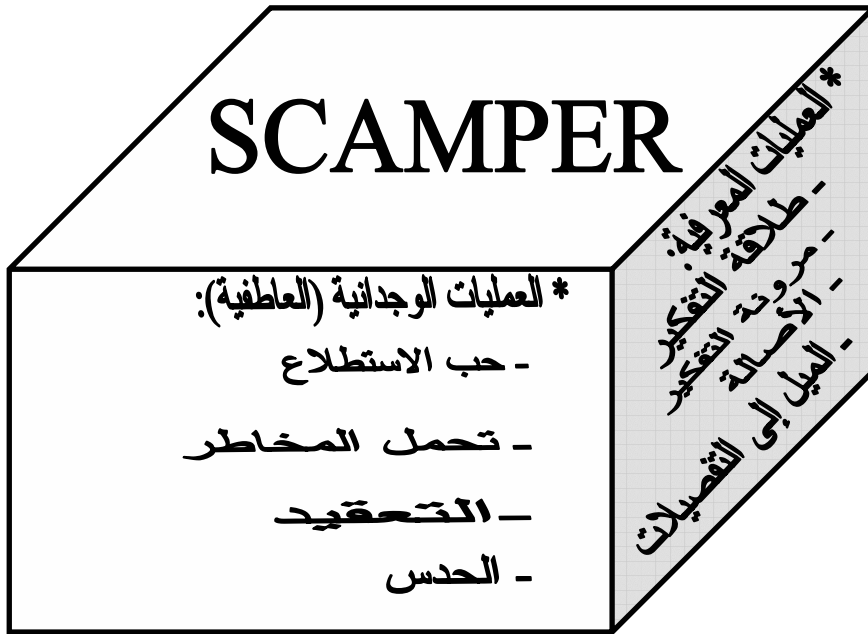 SCAMPER
* العمليات الوجدانية (العاطفية):
- حب الاستطلاع
- تحمل المخاطر
- التعقيد
- الحدس
* العمليات المعرفية:
- طلاقة التفكير
- مرونة التفكير
- الأصالة
- الميل إلى التفصيلات